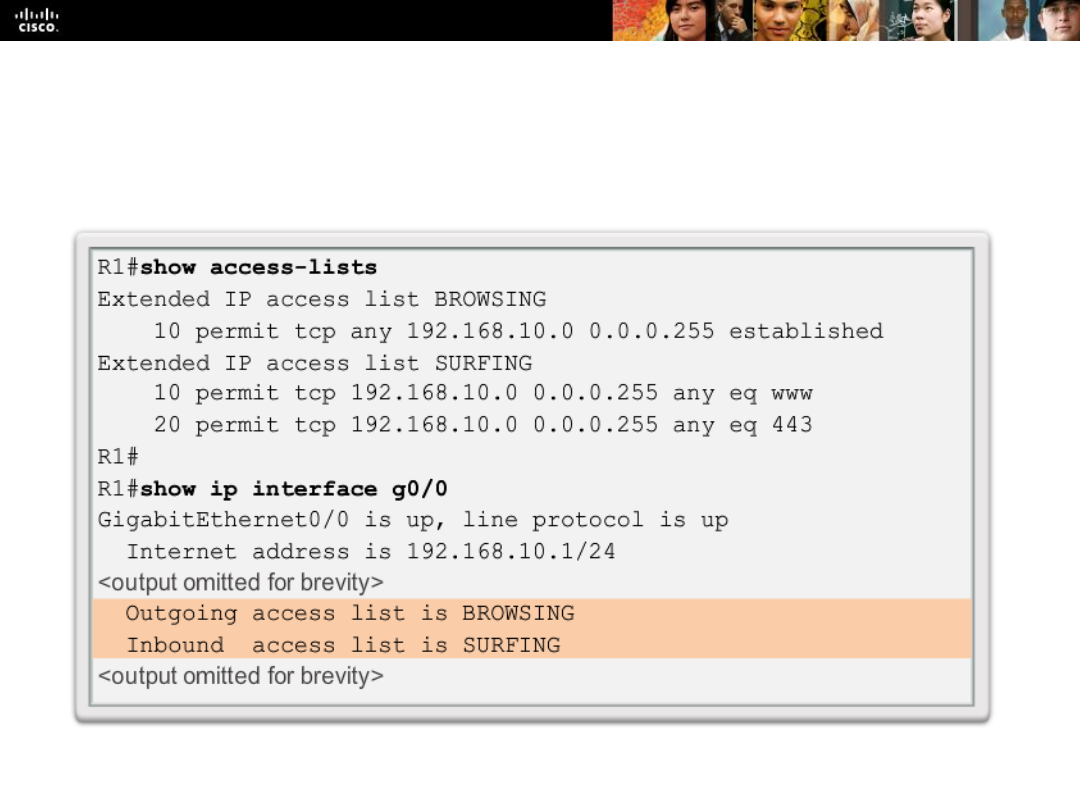 CISCO.
R1#show access-lists
Extended IP access list BROWSING
    10 permit tcp any 192.168.10.0 0.0.0.255 established
Extended IP access list SURFING
    10 permit tcp 192.168.10.0 0.0.0.255 any eq www
    20 permit tcp 192.168.10.0 0.0.0.255 any eq 443
R1#
R1#show ip interface g0/0
GigabitEthernet0/0 is up, line protocol is up
  Internet address is 192.168.10.1/24
<output omitted for brevity>
  Outgoing access list is BROWSING
  Inbound  access list is SURFING
<output omitted for brevity>